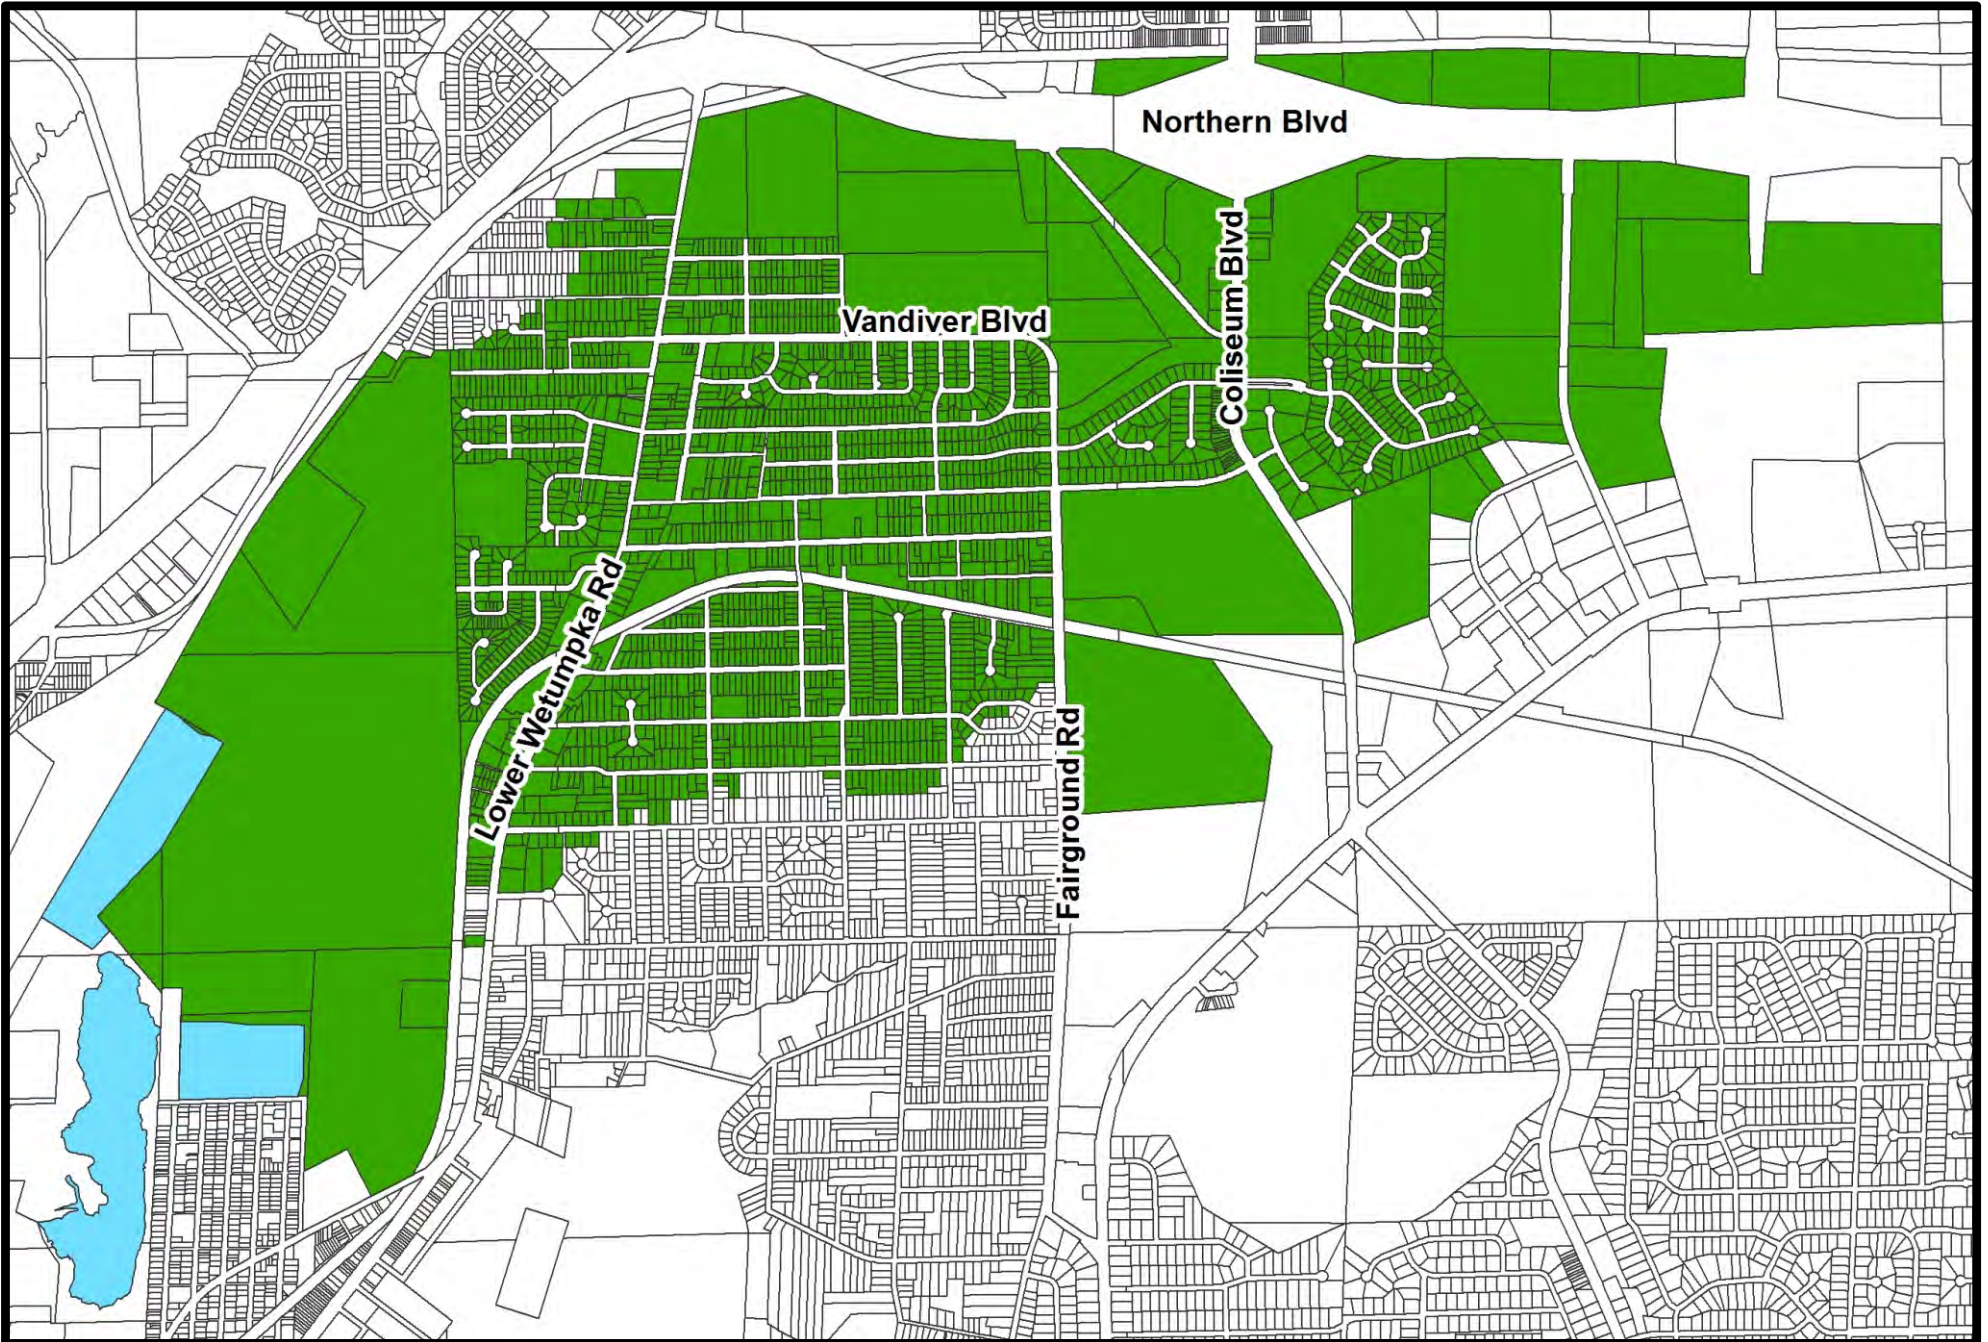 Northern Blvd
Coliseum Blvd
Vandiver Blvd
Lower Wetumpka Rd
Fairground Rd